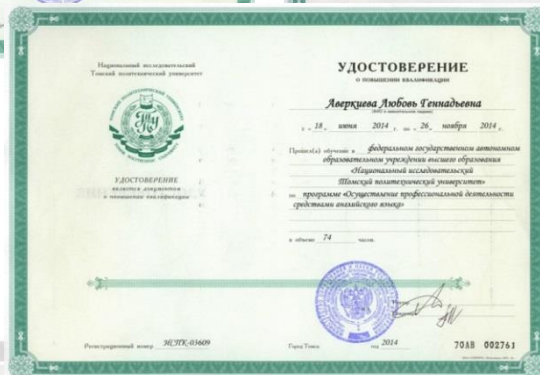 Национальный исследовательский
Томский политехнический университет
УДОСТОВЕРЕНИЕ
является документом
о повышении квалификации
Регистрационный номер 3СУПК-03609
УДОСТОВЕРЕНИЕ
О ПОВЫШЕНИИ КВАЛИФИКАЦИИ
Аверкиева Любовь Геннадьевна
с « 18 » июня 2014 г. по « 26 » ноября 2014 г.
Прошел(а) обучение в федеральном государственном автономном
образовательном учреждении высшего образования
«Национальный исследовательский
Томский политехнический университет»
по программе «Осуществление профессиональной деятельности
средствами английского языка»
в объеме 74 часов.
Город Томск год 2014
70АВ 002761